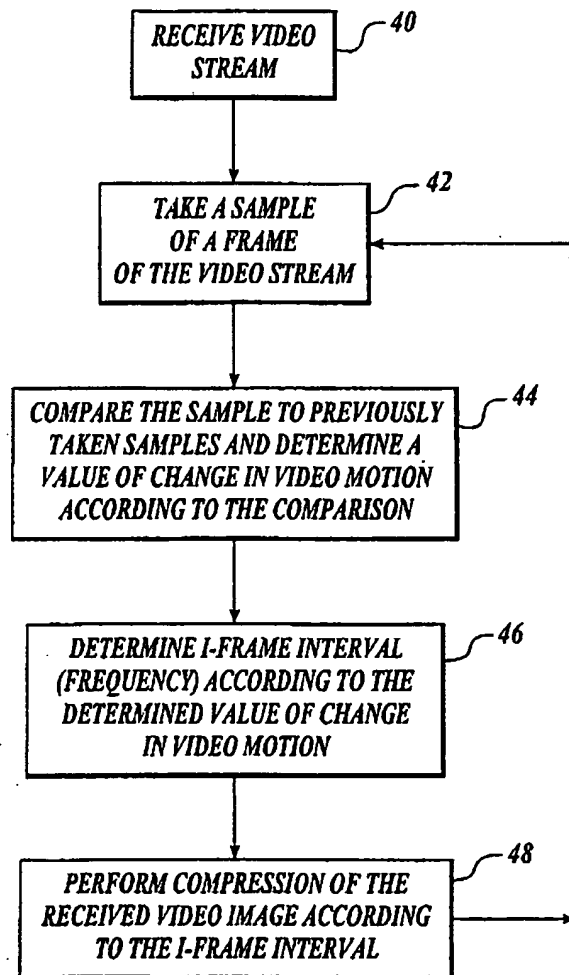 RECEIVE VIDEO
STREAM
40
TAKE A SAMPLE
OF A FRAME
OF THE VIDEO STREAM
42
COMPARE THE SAMPLE TO PREVIOUSLY
TAKEN SAMPLES AND DETERMINE A
VALUE OF CHANGE IN VIDEO MOTION
ACCORDING TO THE COMPARISON
44
DETERMINE I-FRAME INTERVAL
(FREQUENCY) ACCORDING TO THE
DETERMINED VALUE OF CHANGE
IN VIDEO MOTION
46
PERFORM COMPRESSION OF THE
RECEIVED VIDEO IMAGE ACCORDING
TO THE I-FRAME INTERVAL
48